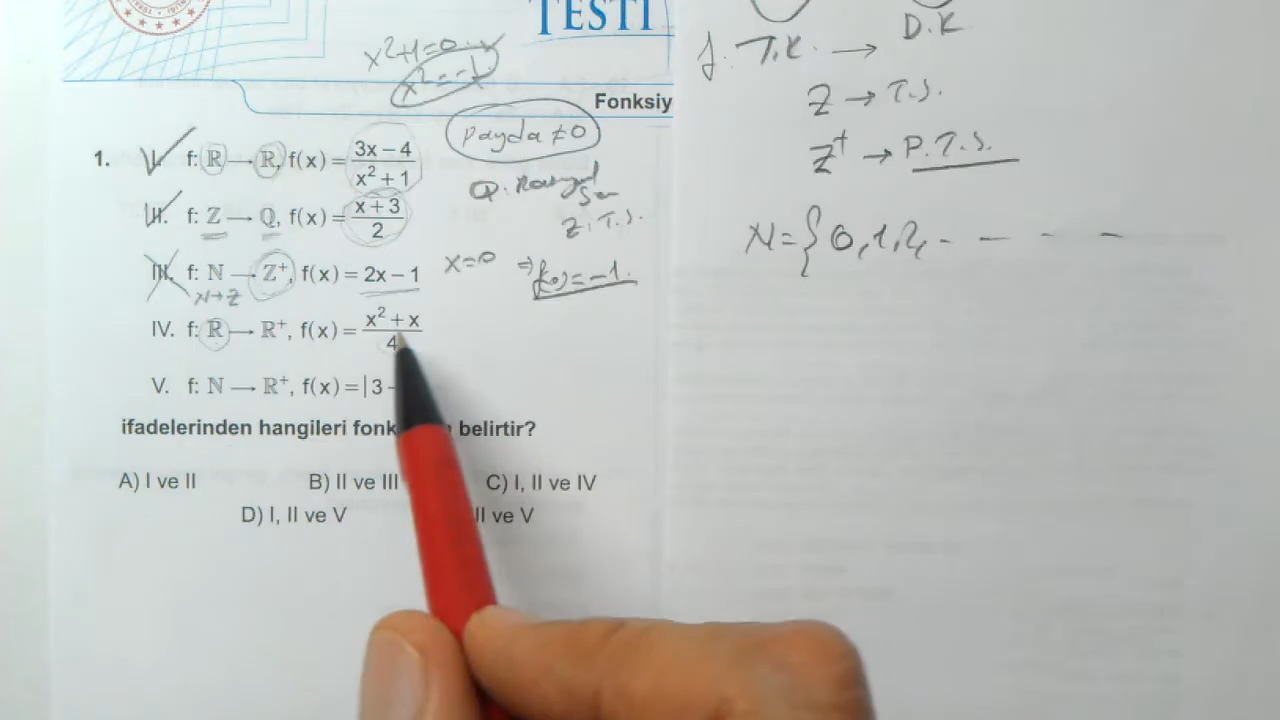 TESTİ
x²+1=0
x²=-1
Fonksiy
payda ≠ 0
1. I. f: ℝ → ℝ, f(x) = (3x – 4)/(x² + 1)
Q:
II. f: Z → Q, f(x) = (x + 3)/2
Z: T.S.
III. f: N → Z⁺, f(x) = 2x – 1
x=0 ⇒ f(0)=-1.
N→Z
IV. f: ℝ → ℝ⁺, f(x) = (x² + x)/4
V. f: N → ℝ⁺, f(x) = |3 -
ifadelerinden hangileri fonk belirtir?
A) I ve II B) II ve III C) I, II ve IV
D) I, II ve V II ve V
f: T.K. → D.K
Z → T.S.
Z⁺ → P.T.S.
N={0,1,2,- - - -